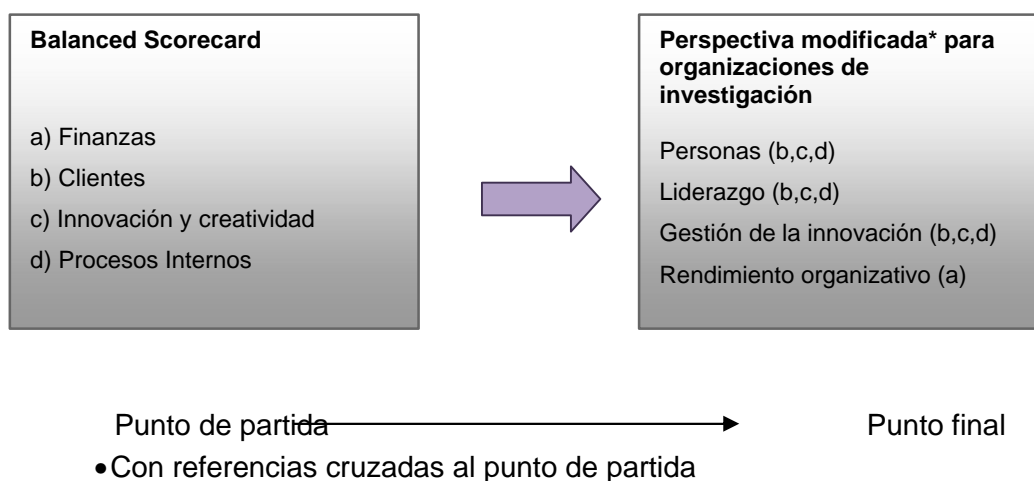 Balanced Scorecard
a) Finanzas
b) Clientes
c) Innovación y creatividad
d) Procesos Internos
Perspectiva modificada* para
organizaciones de
investigación
Personas (b,c,d)
Liderazgo (b,c,d)
Gestión de la innovación (b,c,d)
Rendimiento organizativo (a)
Punto de partida Punto final
•Con referencias cruzadas al punto de partida